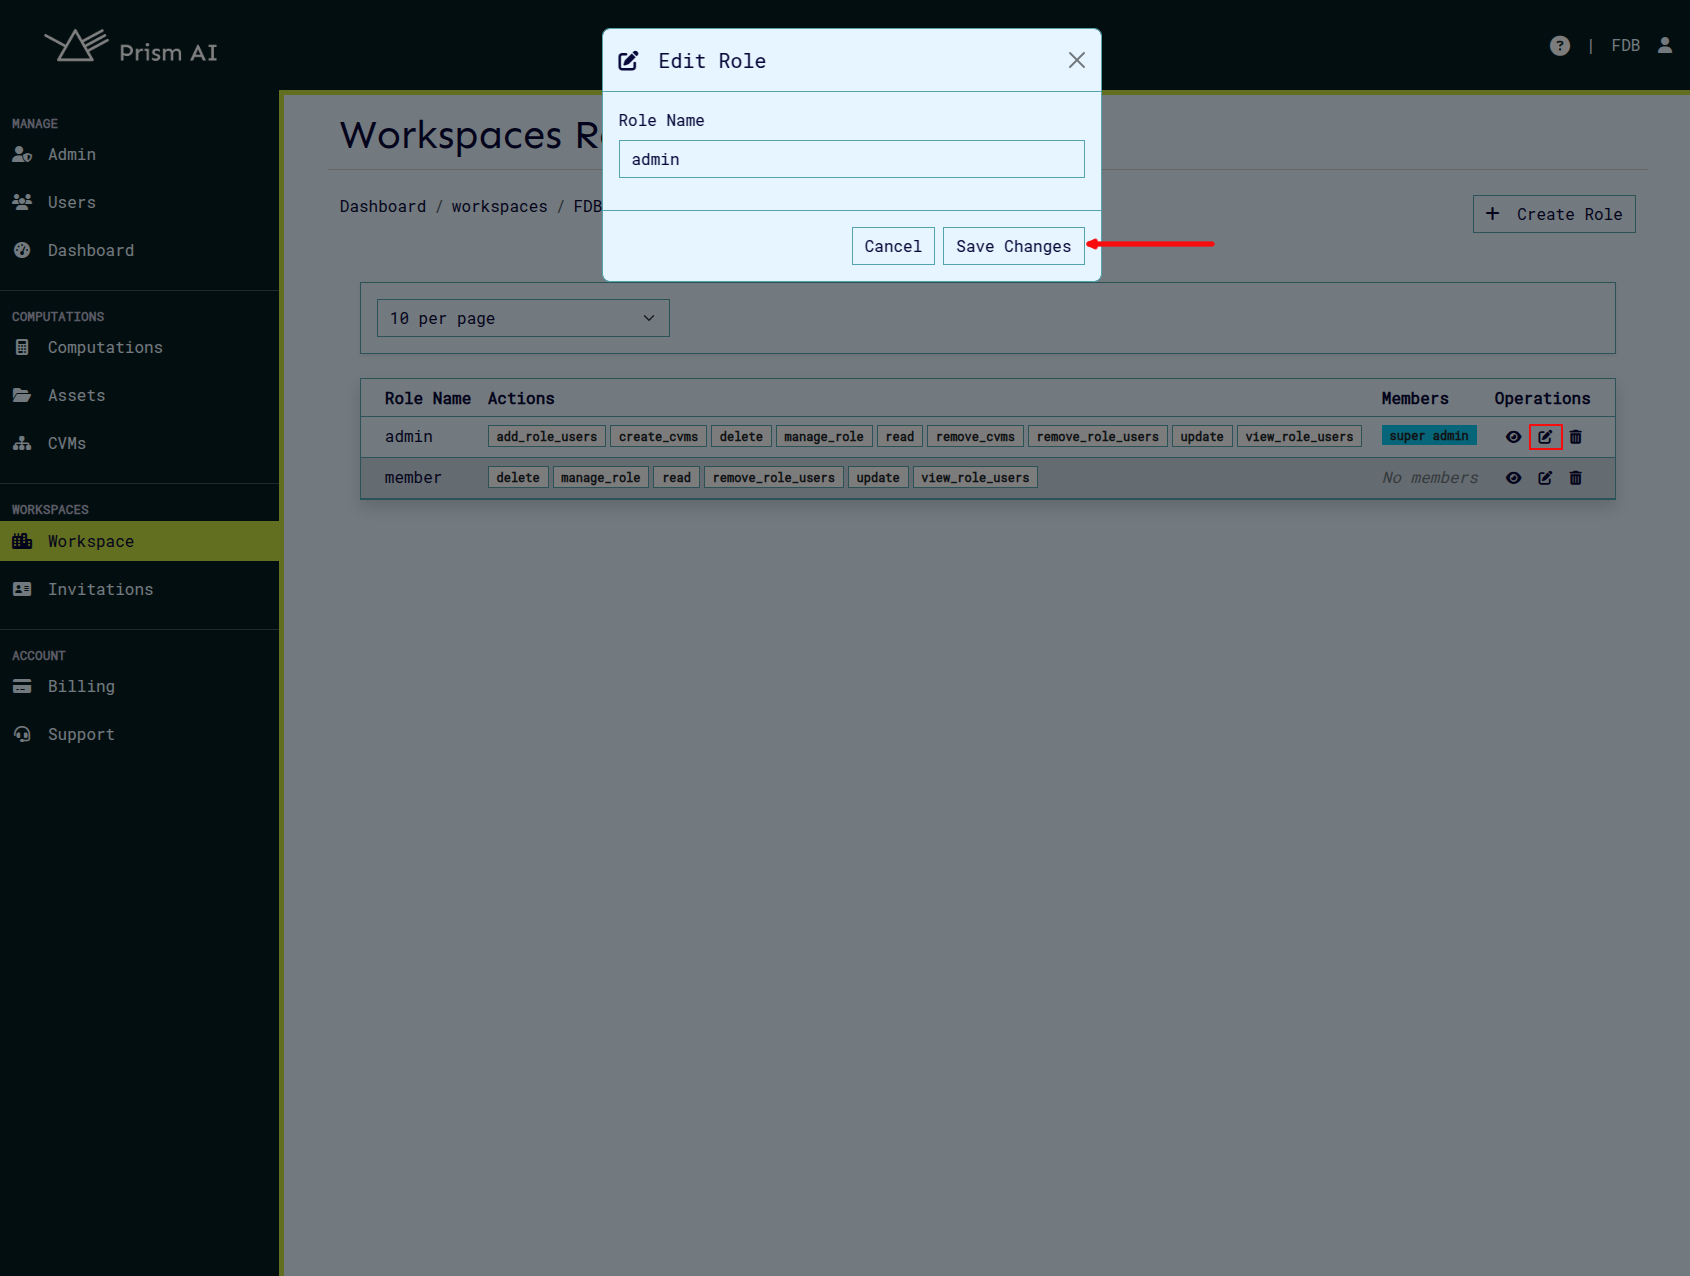 Prism AI
? | FDB
MANAGE
Admin
Users
Dashboard
COMPUTATIONS
Computations
Assets
CVMs
WORKSPACES
Workspace
Invitations
ACCOUNT
Billing
Support
Edit Role
Role Name
admin
Cancel Save Changes
Workspaces
Dashboard / workspaces / FDB
+ Create Role
10 per page
Role Name Actions Members Operations
admin add_role_users create_cvms delete manage_role read remove_cvms remove_role_users update view_role_users super admin
member delete manage_role read remove_role_users update view_role_users No members